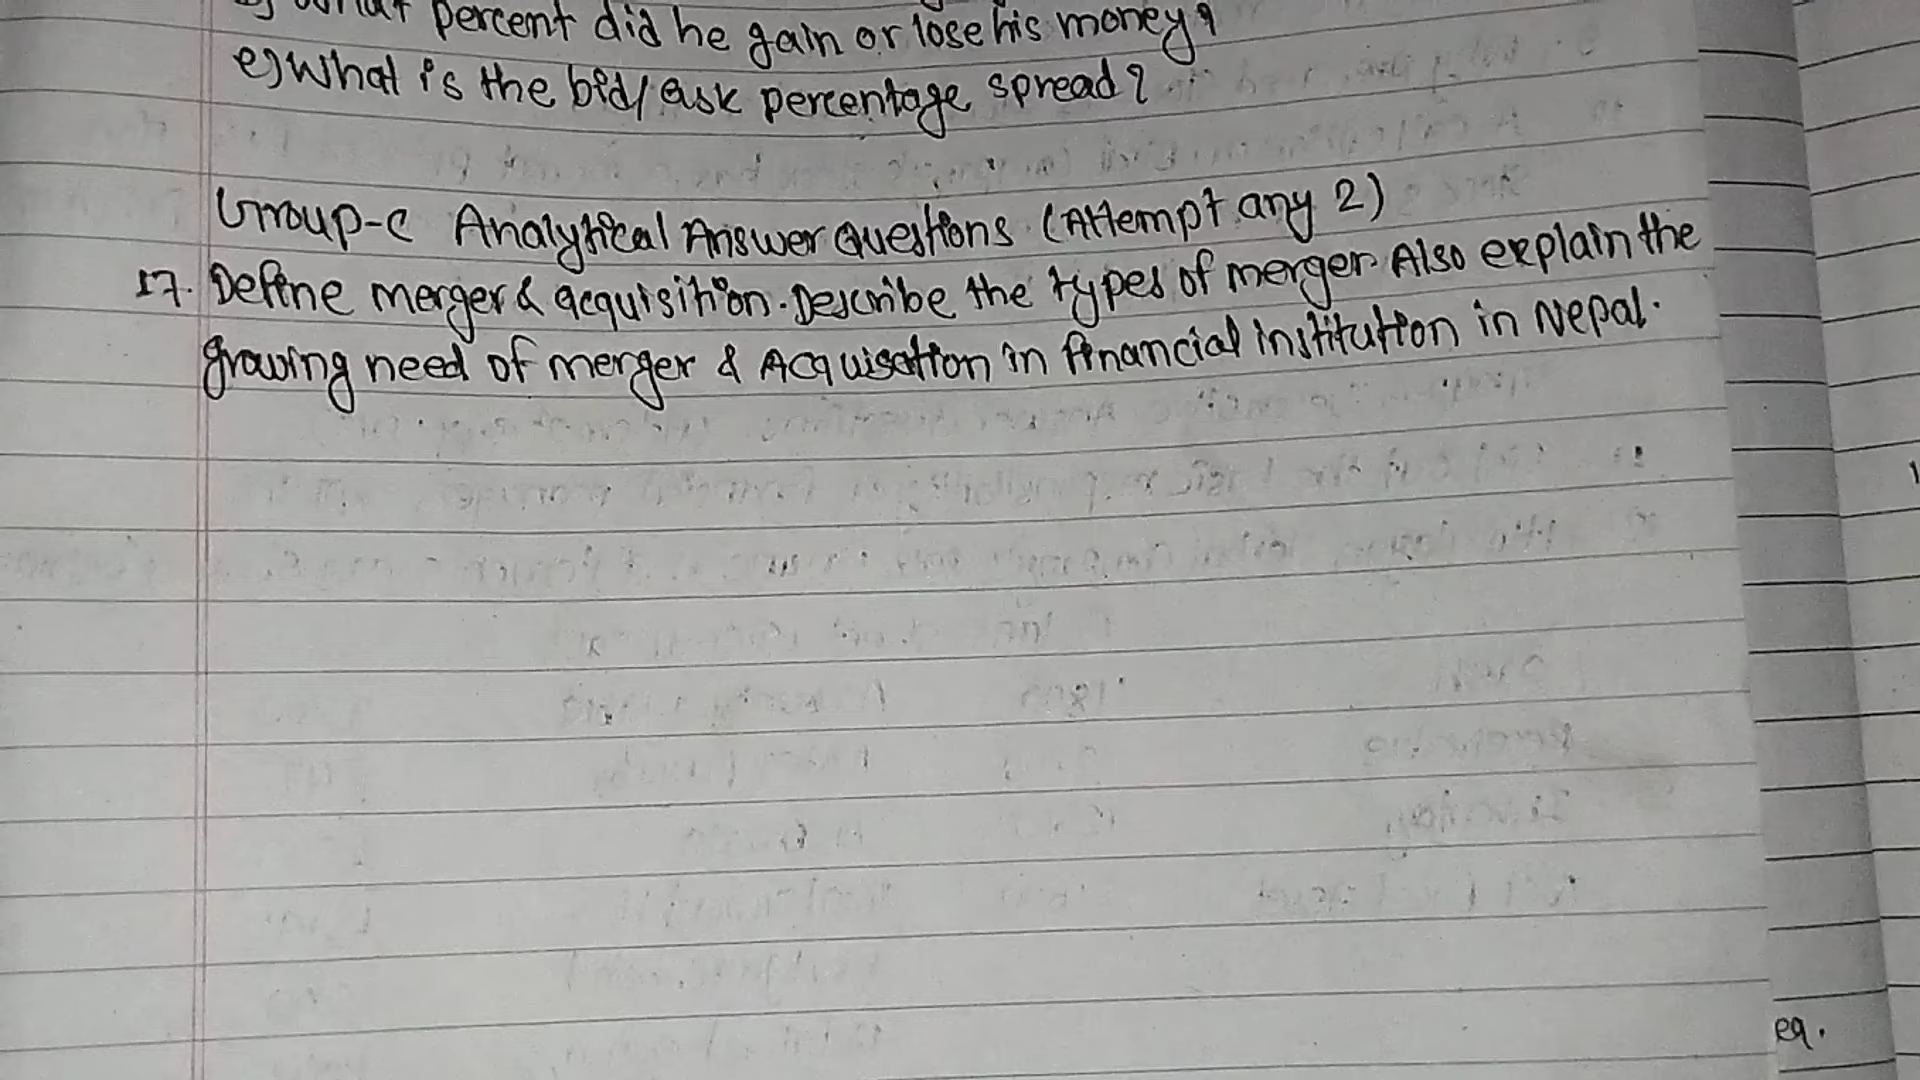 percent did he gain or lose his money?
e) What is the bid/ask percentage spread?
Group-C Analytical Answer Questions (Attempt any 2)
17. Define merger & acquisition. Describe the types of merger. Also explain the
growing need of merger & Acquisation in financial institution in Nepal.
eq.